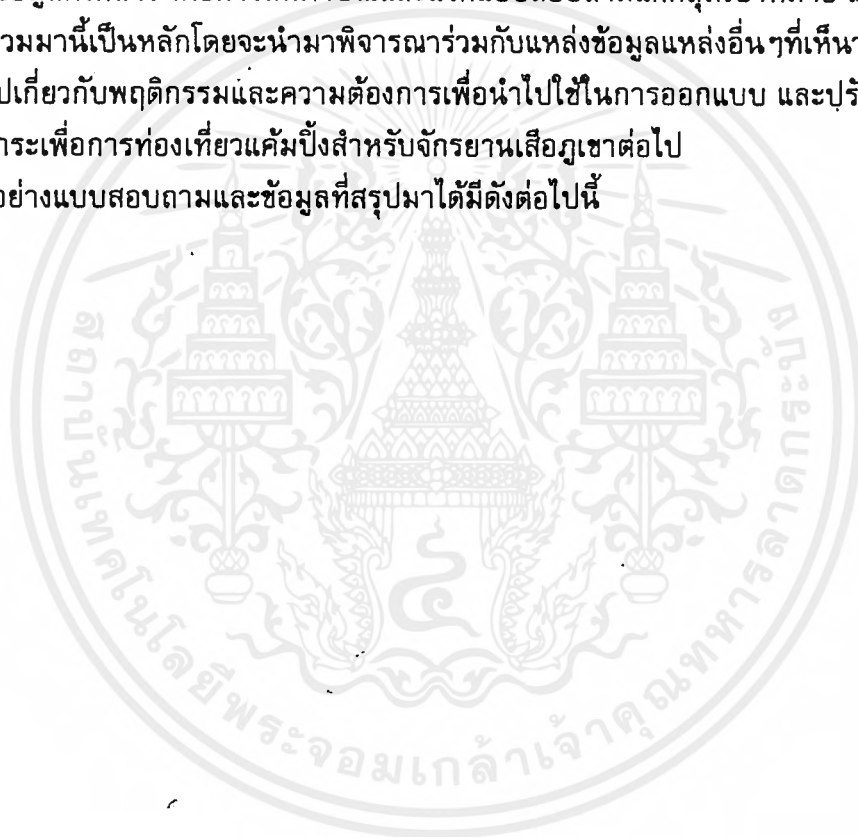 วมมานี้เป็นหลักโดยจะนำมาพิจารณาร่วมกับแหล่งข้อมูลแหล่งอื่นๆที่เห็น
ปเกี่ยวกับพฤติกรรมและความต้องการเพื่อนำไปใช้ในการออกแบบ และปรั
าระเพื่อการท่องเที่ยวแค้มปิ้งสำหรับจักรยานเสือภูเขาต่อไป
อย่างแบบสอบถามและข้อมูลที่สรุปมาได้มีดังต่อไปนี้
สถาบันเทคโนโลยีพระจอมเกล้าเจ้าคุณทหารลาดกระบัง